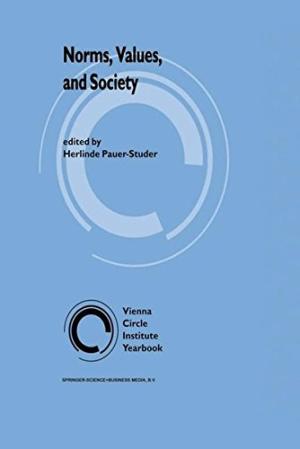 Norms, Values,
and Society
edited by
Herlinde Pauer-Studer
Vienna
Circle
Institute
Yearbook
SPRINGER-SCIENCE+BUSINESS MEDIA, B.V.